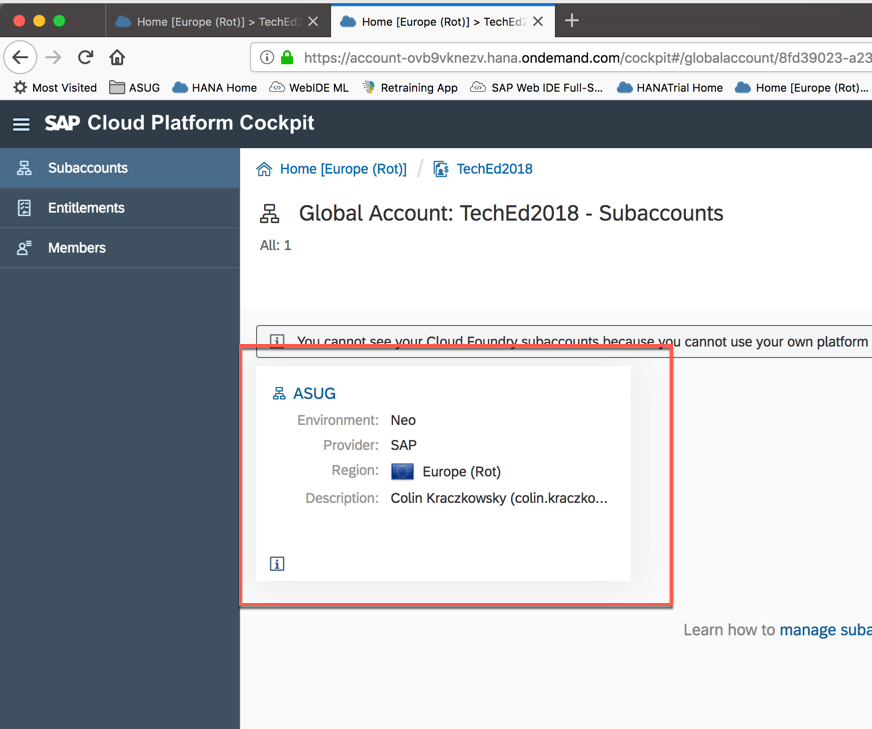 Home [Europe (Rot)] > TechEd2
Home [Europe (Rot)] > TechEd2
https://account-ovb9vknezv.hana.ondemand.com/cockpit#/globalaccount/8fd39023-a23
Most Visited ASUG HANA Home WebIDE ML Retraining App SAP Web IDE Full-S... HANATrial Home Home [Europe (Rot)...
SAP Cloud Platform Cockpit
Subaccounts
Entitlements
Members
Home [Europe (Rot)] / TechEd2018
Global Account: TechEd2018 - Subaccounts
All: 1
You cannot see your Cloud Foundry subaccounts because you cannot use your own platform
ASUG
Environment: Neo
Provider: SAP
Region: Europe (Rot)
Description: Colin Kraczkowsky (colin.kraczko...
Learn how to manage suba